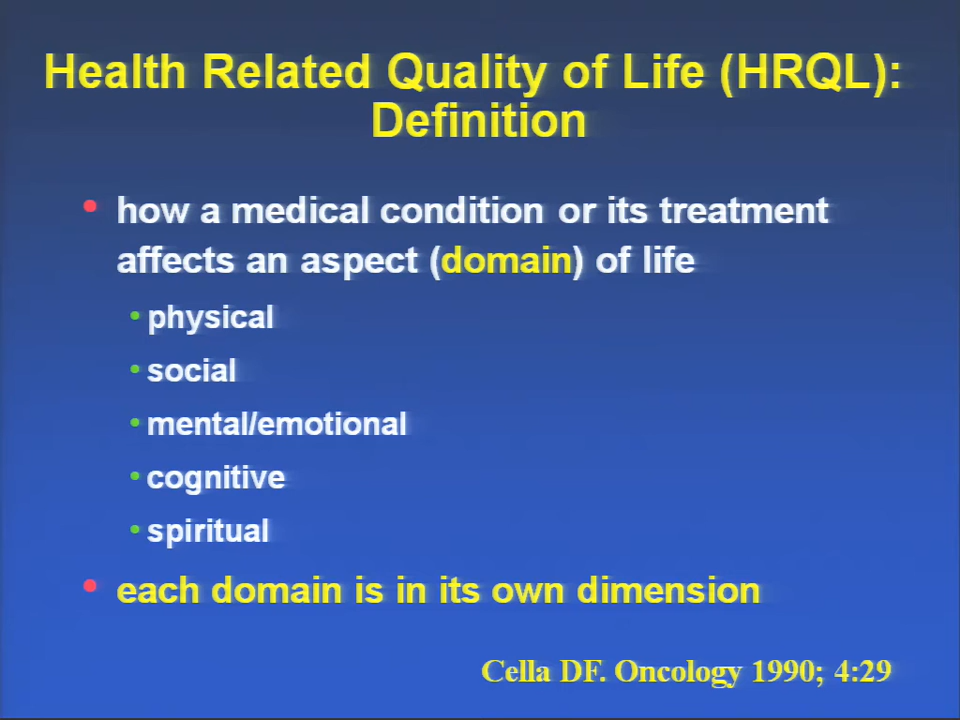 Health Related Quality of Life (HRQL):
Definition
• how a medical condition or its treatment
affects an aspect (domain) of life
• physical
• social
• mental/emotional
• cognitive
• spiritual
• each domain is in its own dimension
Cella DF. Oncology 1990; 4:29